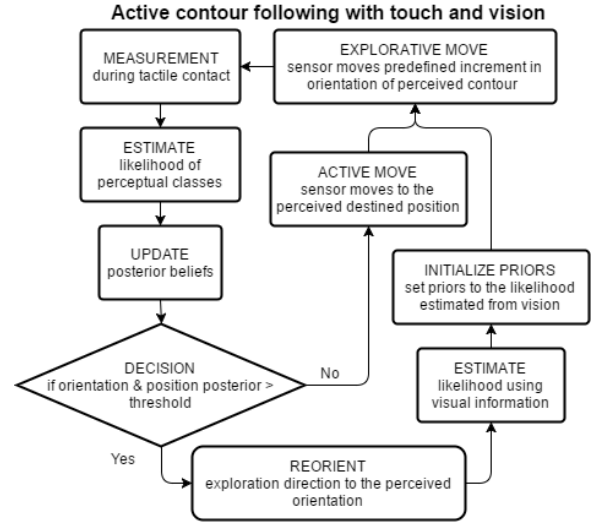 Active contour following with touch and vision
MEASUREMENT
during tactile contact
EXPLORATIVE MOVE
sensor moves predefined increment in
orientation of perceived contour
ESTIMATE
likelihood of
perceptual classes
ACTIVE MOVE
sensor moves to the
perceived destined position
UPDATE
posterior beliefs
INITIALIZE PRIORS
set priors to the likelihood
estimated from vision
DECISION
if orientation & position posterior >
threshold
No
ESTIMATE
likelihood using
visual information
Yes
REORIENT
exploration direction to the perceived
orientation